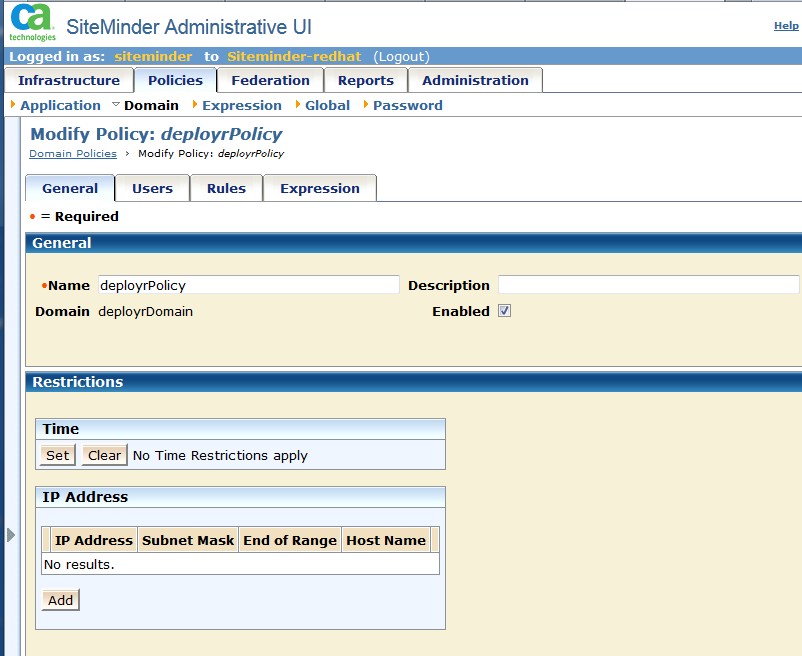 ca
technologies
SiteMinder Administrative UI
Help
Logged in as: siteminder to Siteminder-redhat (Logout)
Infrastructure Policies Federation Reports Administration
Application Domain Expression Global Password
Modify Policy: deployrPolicy
Domain Policies › Modify Policy: deployrPolicy
General Users Rules Expression
• = Required
General
•Name deployrPolicy Description
Domain deployrDomain Enabled
Restrictions
Time
Set Clear No Time Restrictions apply
IP Address
IP Address Subnet Mask End of Range Host Name
No results.
Add